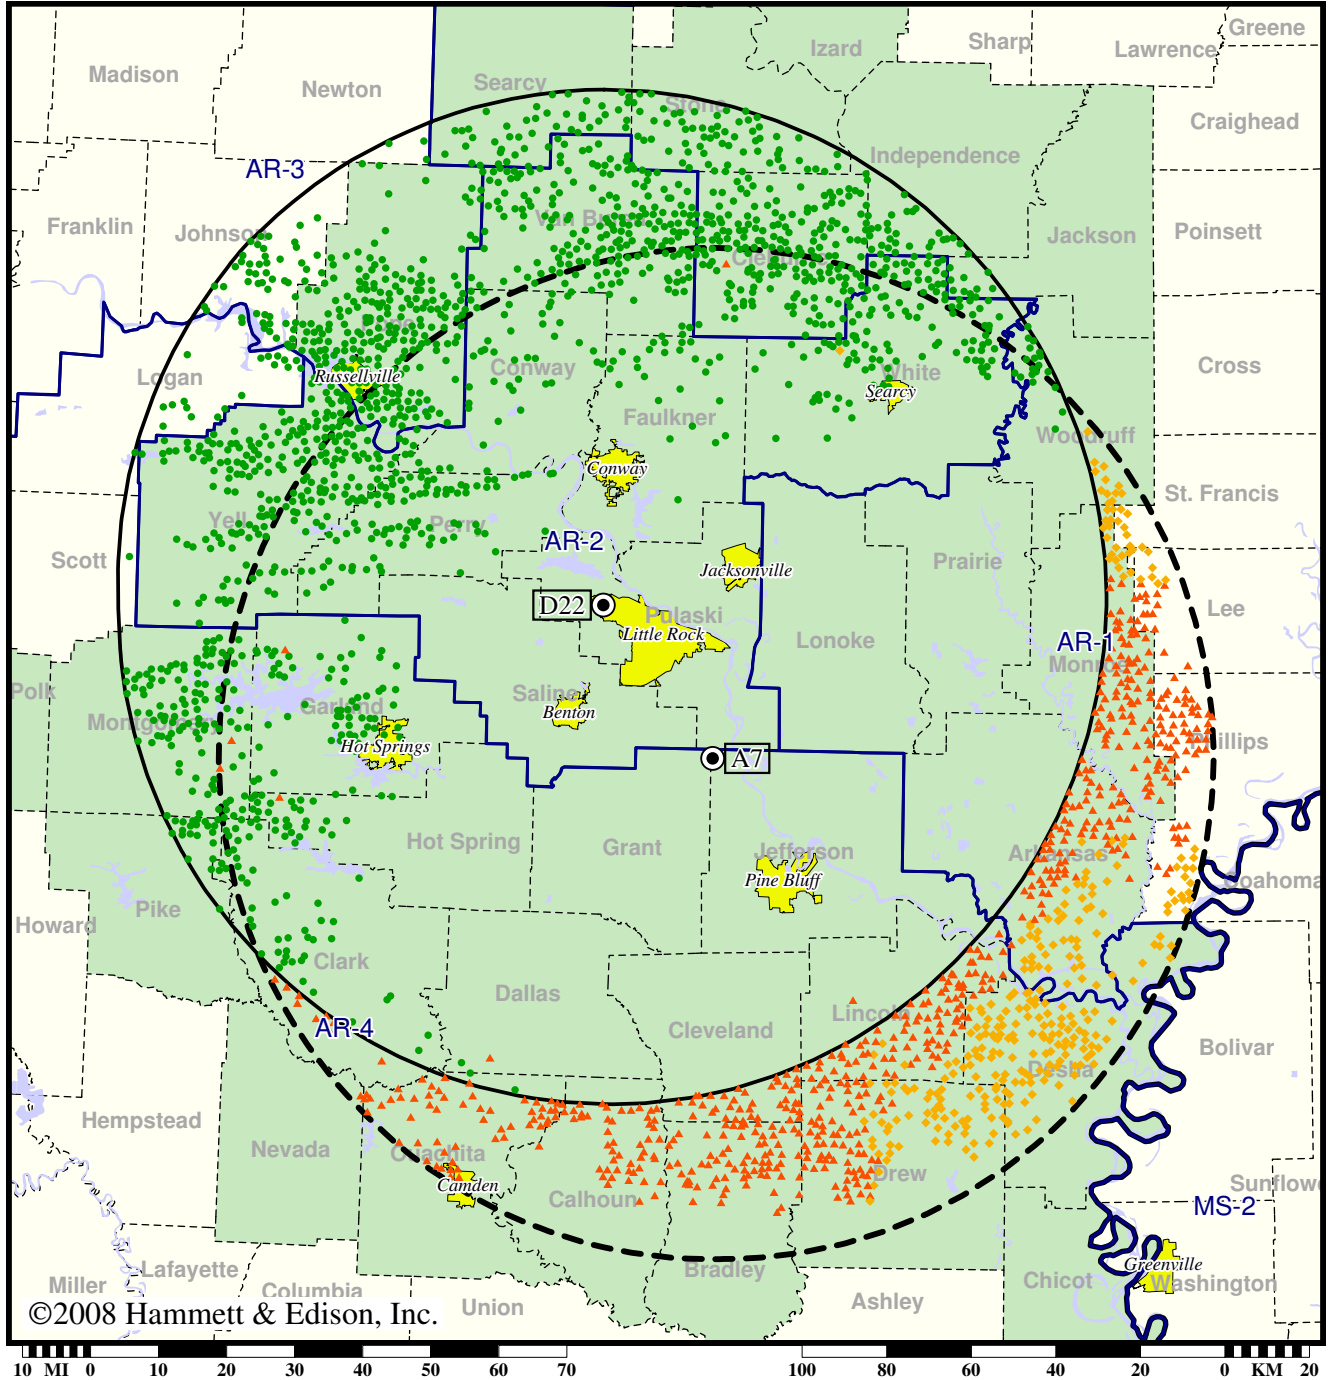 Greene
Izard
Sharp
Lawrence
Madison
Newton
Searcy
Stone
Craighead
Independence
AR-3
Franklin
Johnson
Van Buren
Jackson
Poinsett
Cleburne
Pope
Logan
Russellville
Conway
White
Searcy
Cross
Faulkner
Woodruff
Conway
St. Francis
Yell
Perry
AR-2
Scott
Jacksonville
Prairie
D22
Pulaski
Lee
Little Rock
Lonoke
AR-1
Monroe
Polk
Saline
Garland
Benton
Montgomery
Hot Springs
A7
Phillips
Hot Spring
Grant
Jefferson
Arkansas
Pine Bluff
Coahoma
Howard
Pike
Clark
Dallas
Lincoln
AR-4
Cleveland
Bolivar
Desha
Hempstead
Nevada
Ouachita
Camden
Drew
Calhoun
Sunflowe
MS-2
Greenville
Miller
Lafayette
Columbia
Union
Bradley
Ashley
Chicot
Washington
©2008 Hammett & Edison, Inc.
10 MI 0 10 20 30 40 50 60 70 100 80 60 40 20 0 KM 20